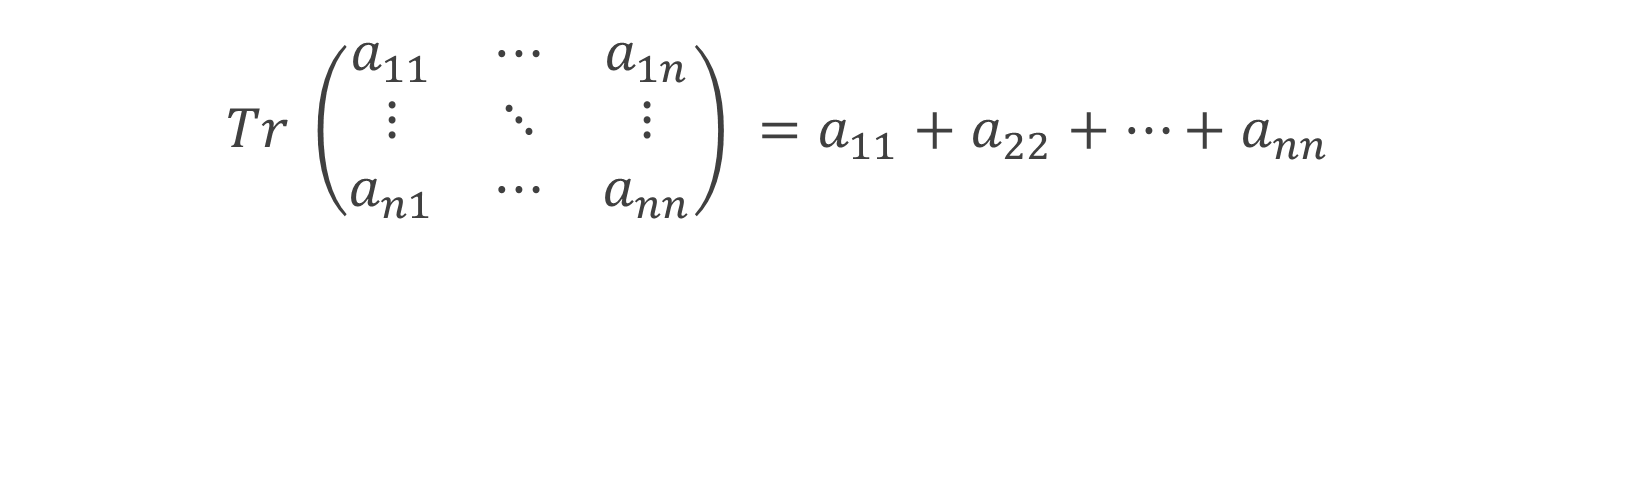 Tr ( a₁₁ ⋯ a₁ₙ
⋮ ⋱ ⋮ = a₁₁ + a₂₂ + ⋯ + aₙₙ
aₙ₁ ⋯ aₙₙ )